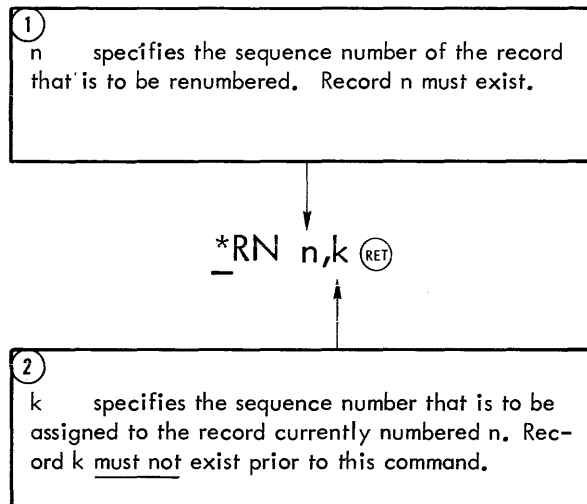 1
n specifies the sequence number of the record
that is to be renumbered. Record n must exist.
*RN n,k RET
2
k specifies the sequence number that is to be
assigned to the record currently numbered n. Rec-
ord k must not exist prior to this command.